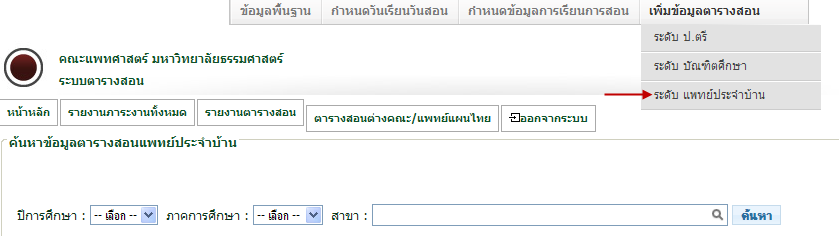 ข้อมูลพื้นฐาน กำหนดวันเรียนวันสอน กำหนดข้อมูลการเรียนการสอน เพิ่มข้อมูลตารางสอน
ระดับ ป.ตรี
ระดับ บัณฑิตศึกษา
ระดับ แพทย์ประจำบ้าน
คณะแพทศาสตร์ มหาวิทยาลัยธรรมศาสตร์
ระบบตารางสอน
หน้าหลัก รายงานภาระงานทั้งหมด รายงานตารางสอน ตารางสอนต่างคณะ/แพทย์แผนไทย ออกจากระบบ
ค้นหาข้อมูลตารางสอนแพทย์ประจำบ้าน
ปีการศึกษา : -- เลือก -- ภาคการศึกษา : -- เลือก -- สาขา : ค้นหา